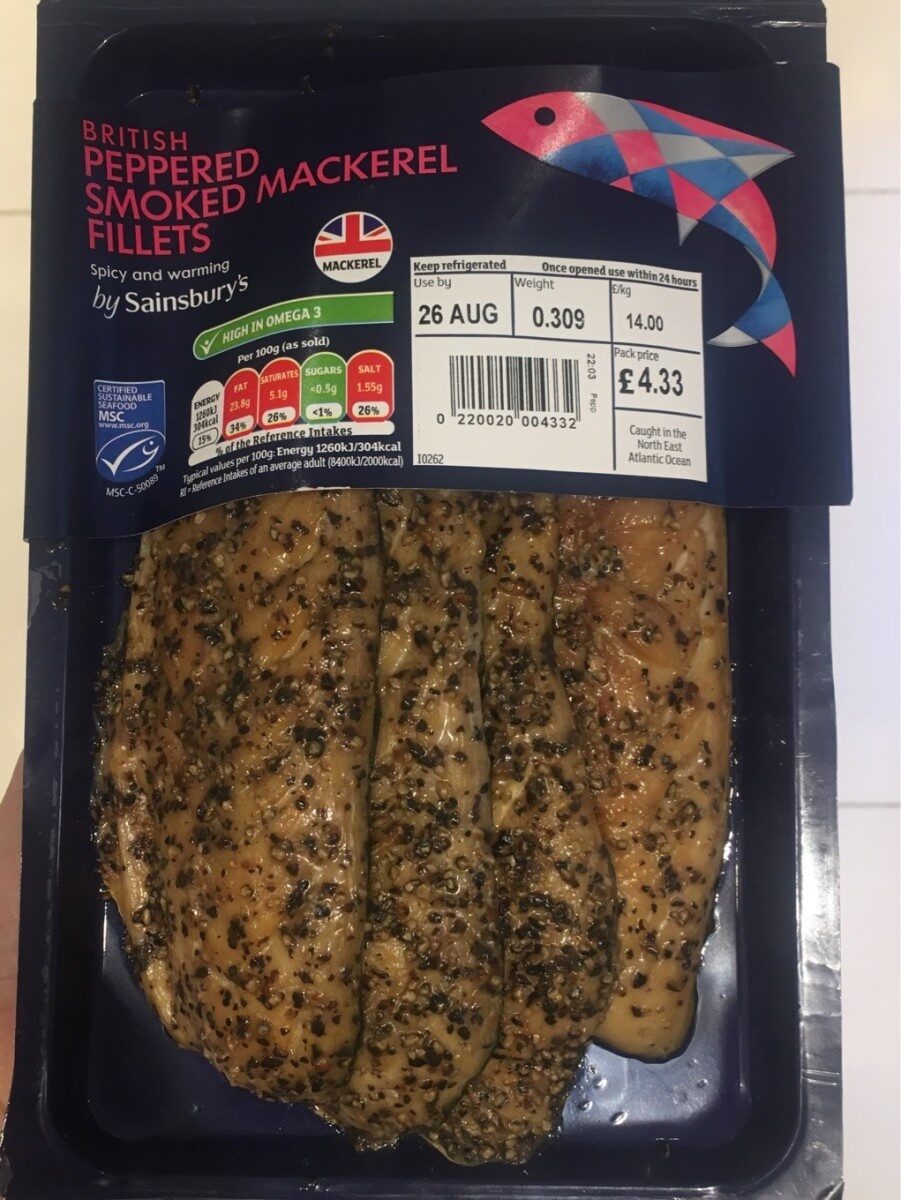 BRITISH
PEPPERED
SMOKED MACKEREL
FILLETS
Spicy and warming
by Sainsbury's
MACKEREL
HIGH IN OMEGA 3
Per 100g (as sold)
ENERGY
1260kJ
304kcal
15%
FAT
23.8g
34%
SATURATES
5.1g
26%
SUGARS
<0.5g
<1%
SALT
1.55g
26%
% of the Reference Intakes
Typical values per 100g: Energy 1260kJ/304kcal
RI = Reference Intakes of an average adult (8400kJ/2000kcal)
CERTIFIED
SUSTAINABLE
SEAFOOD
MSC
www.msc.org
TM
MSC-C-50089
Keep refrigerated
Once opened use within 24 hours
Use by
26 AUG
Weight
0.309
£/kg
14.00
Pack price
£4.33
22:03 Pepp
0 220020 004332
10262
Caught in the
North East
Atlantic Ocean